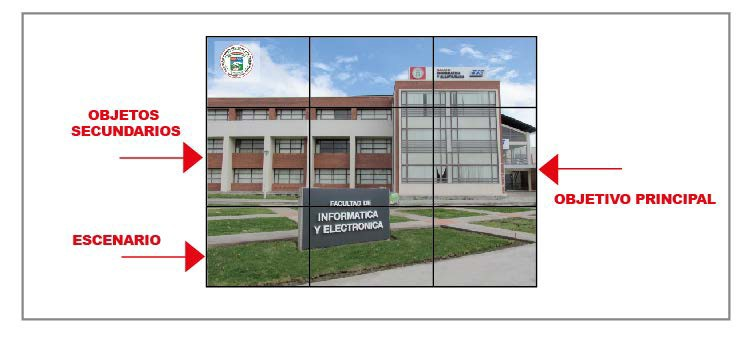 OBJETOS
SECUNDARIOS
OBJETIVO PRINCIPAL
ESCENARIO
FACULTAD DE
INFORMATICA
Y ELECTRONICA